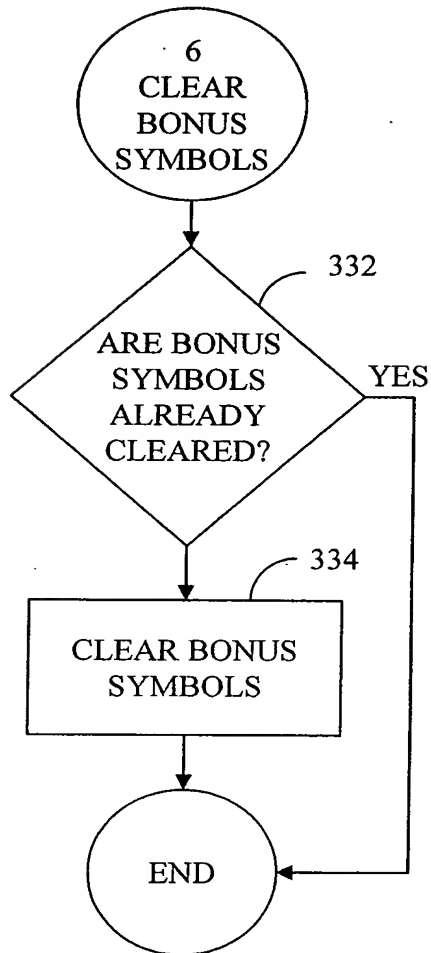 6
CLEAR
BONUS
SYMBOLS
332
ARE BONUS
SYMBOLS
ALREADY
CLEARED?
YES
334
CLEAR BONUS
SYMBOLS
END